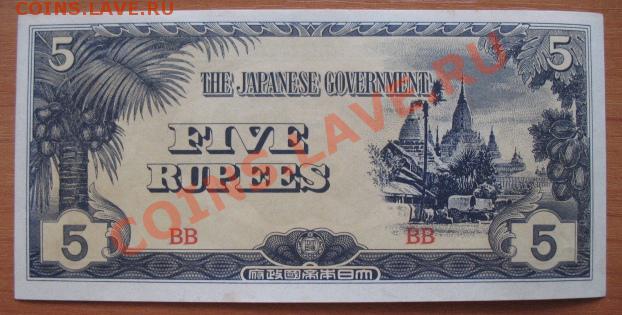 COINS.LAVE.RU
COINS.LAVE.RU
5
5
THE JAPANESE GOVERNMENT
FIVE
RUPEES
BB
BB
5
5
府政國帝本日大
COINS.LAVE.RU